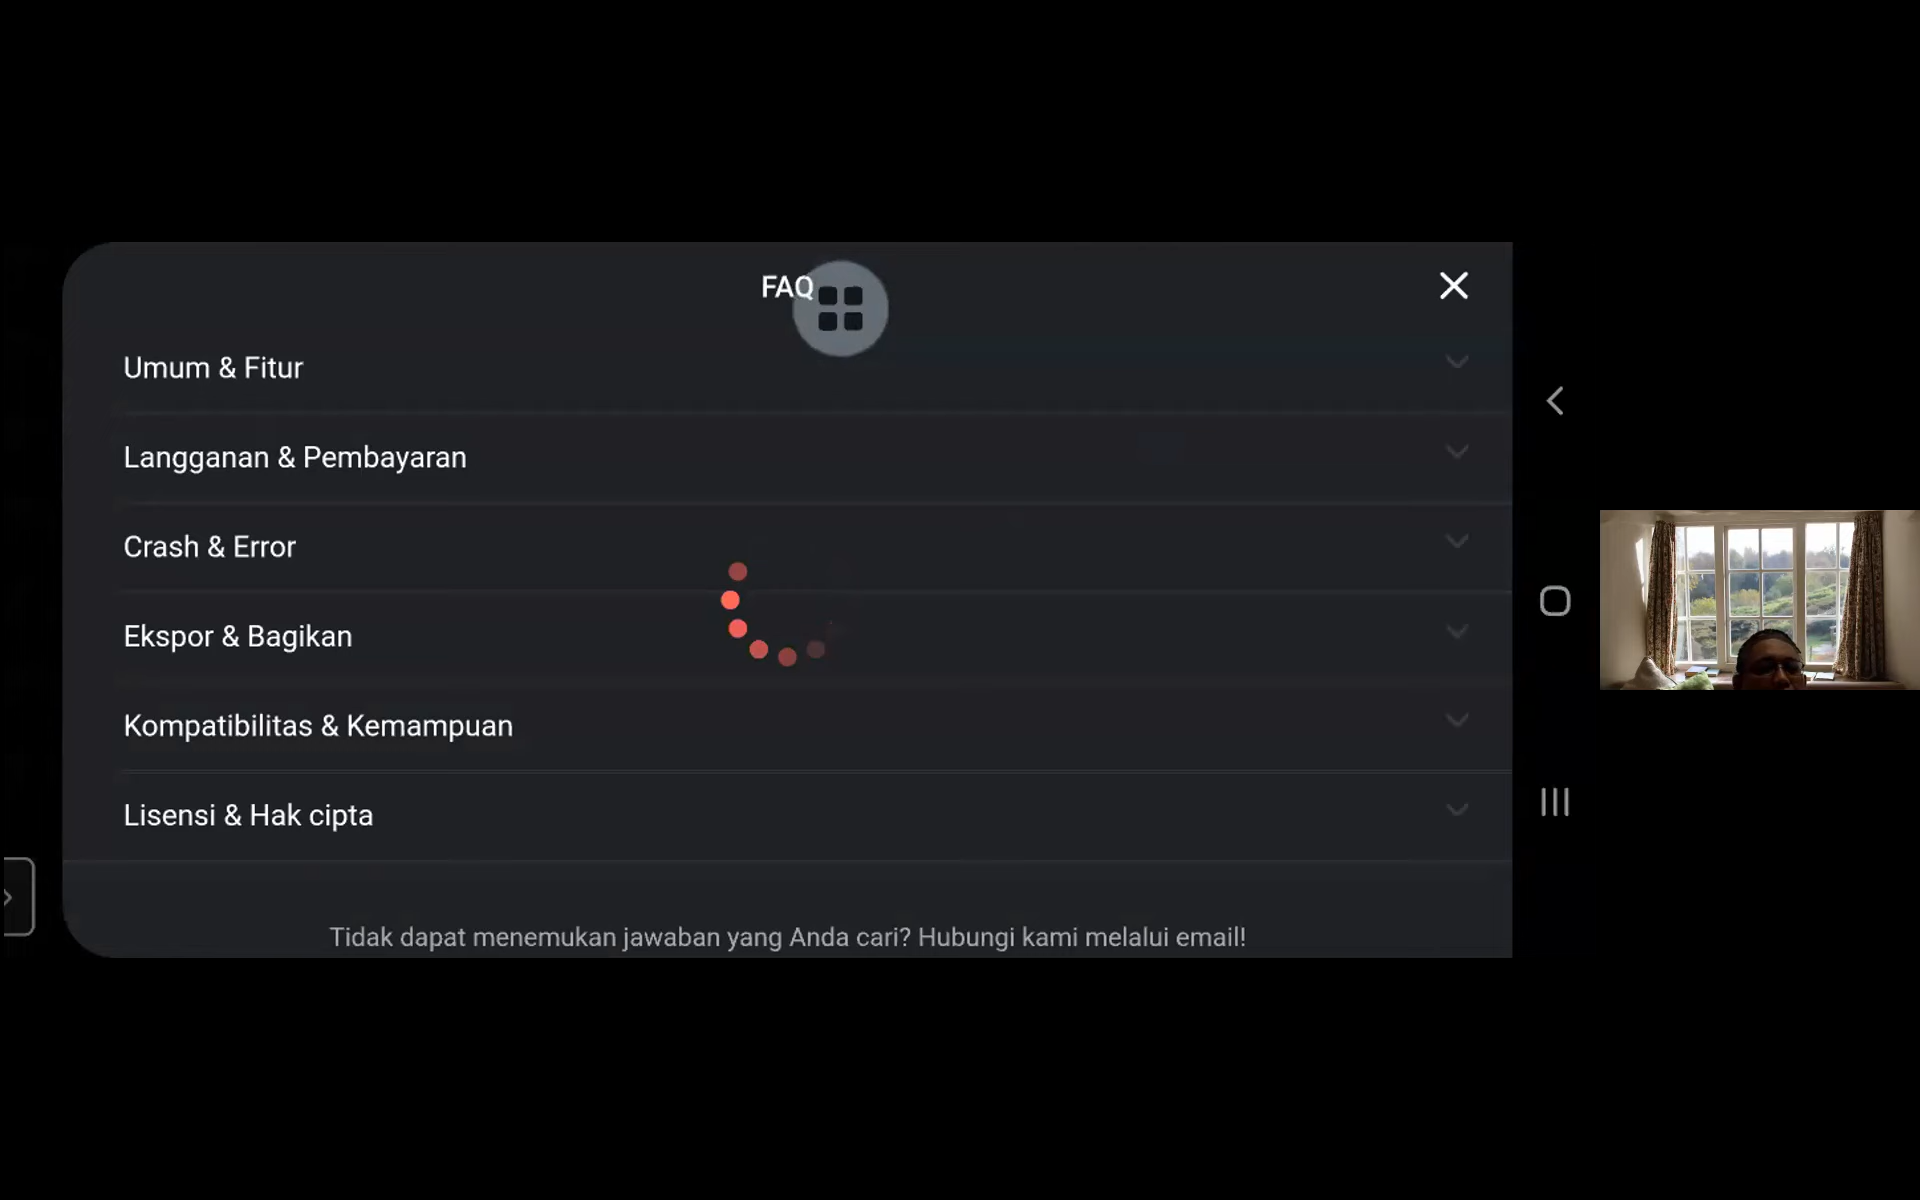 FAQ
Umum & Fitur
Langganan & Pembayaran
Crash & Error
Ekspor & Bagikan
Kompatibilitas & Kemampuan
Lisensi & Hak cipta
Tidak dapat menemukan jawaban yang Anda cari? Hubungi kami melalui email!